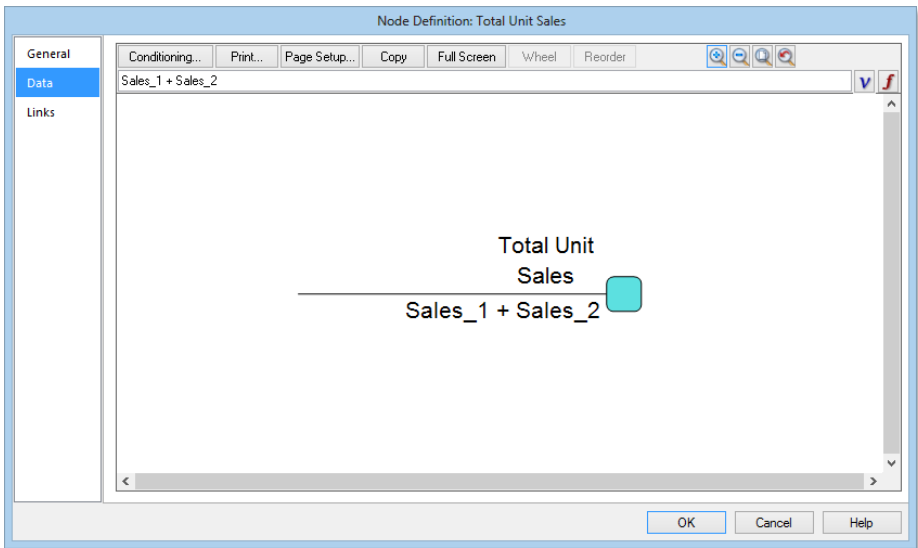 Node Definition: Total Unit Sales
General
Data
Links
Conditioning... Print... Page Setup... Copy Full Screen Wheel Reorder
Sales_1 + Sales_2
v f
Total Unit
Sales
Sales_1 + Sales_2
OK Cancel Help